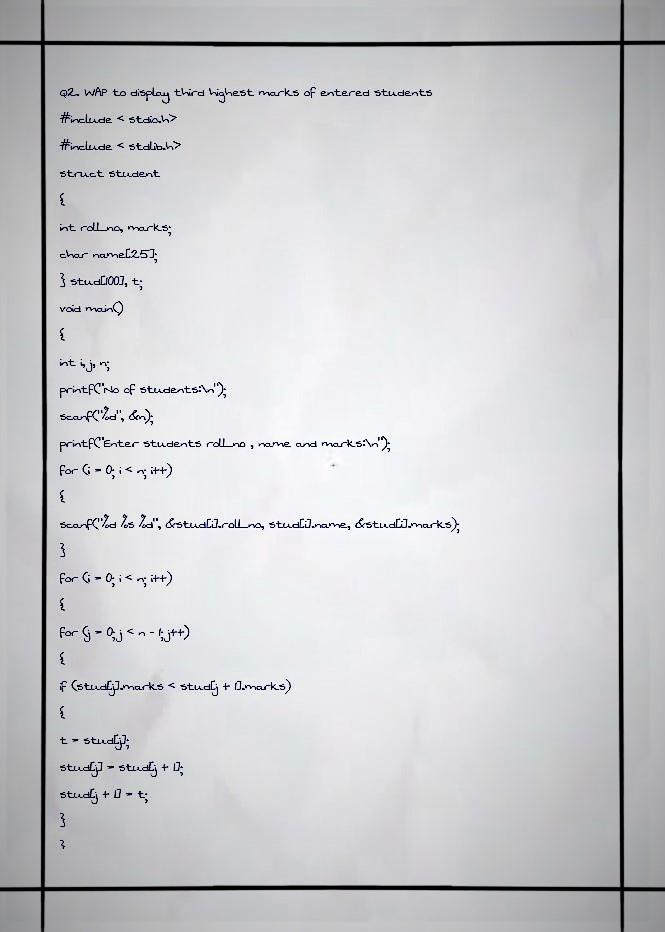 Q2. WAP to display third highest marks of entered students
#include < stdio.h>
#include < stdlib.h>
struct student
{
int roll_no, marks;
char name[25];
} stud[100], t;
void main()
{
int i, j, n;
printf("No of students:\n");
scanf("%d", &n);
printf("Enter students roll_no , name and marks:\n");
for (i = 0; i < n; i++)
{
scanf("%d %s %d", &stud[i].roll_no, stud[i].name, &stud[i].marks);
}
for (i = 0; i < n; i++)
{
for (j = 0; j < n - 1; j++)
{
if (stud[j].marks < stud[j + 1].marks)
{
t = stud[j];
stud[j] = stud[j + 1];
stud[j + 1] = t;
}
}